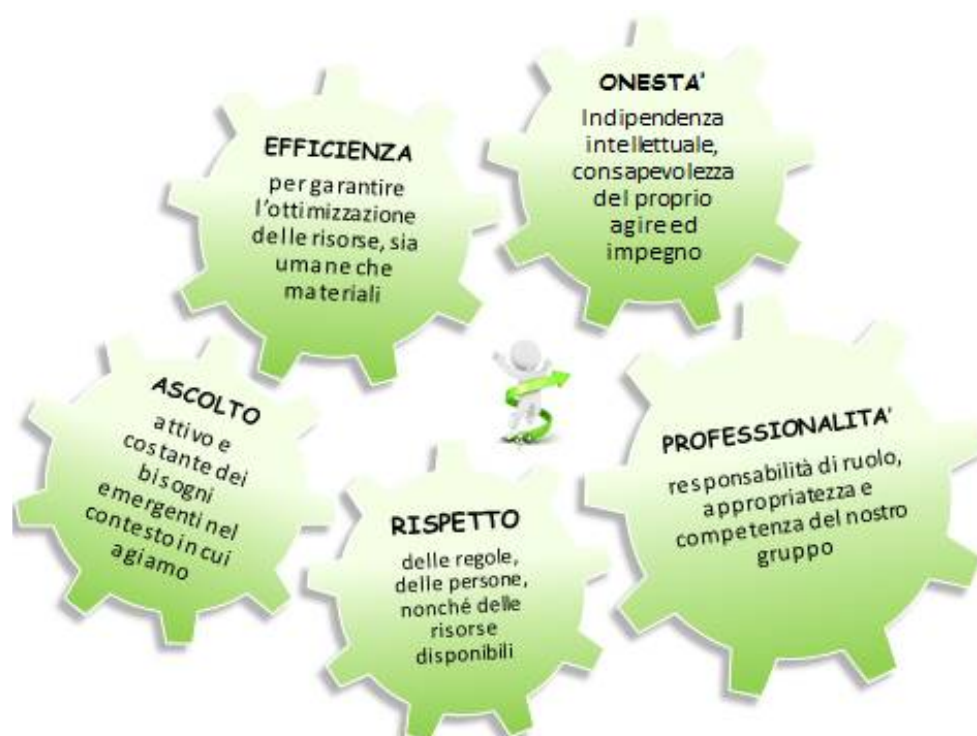 EFFICIENZA
per garantire
l'ottimizzazione
delle risorse, sia
umane che
materiali
ONESTA'
Indipendenza
intellettuale,
consapevolezza
del proprio
agire ed
impegno
ASCOLTO
attivo e
costante dei
bisogni
emergenti nel
contesto in cui
agiamo
RISPETTO
delle regole,
delle persone,
nonché delle
risorse
disponibili
PROFESSIONALITA'
responsabilità di ruolo,
appropriatezza e
competenza del nostro
gruppo